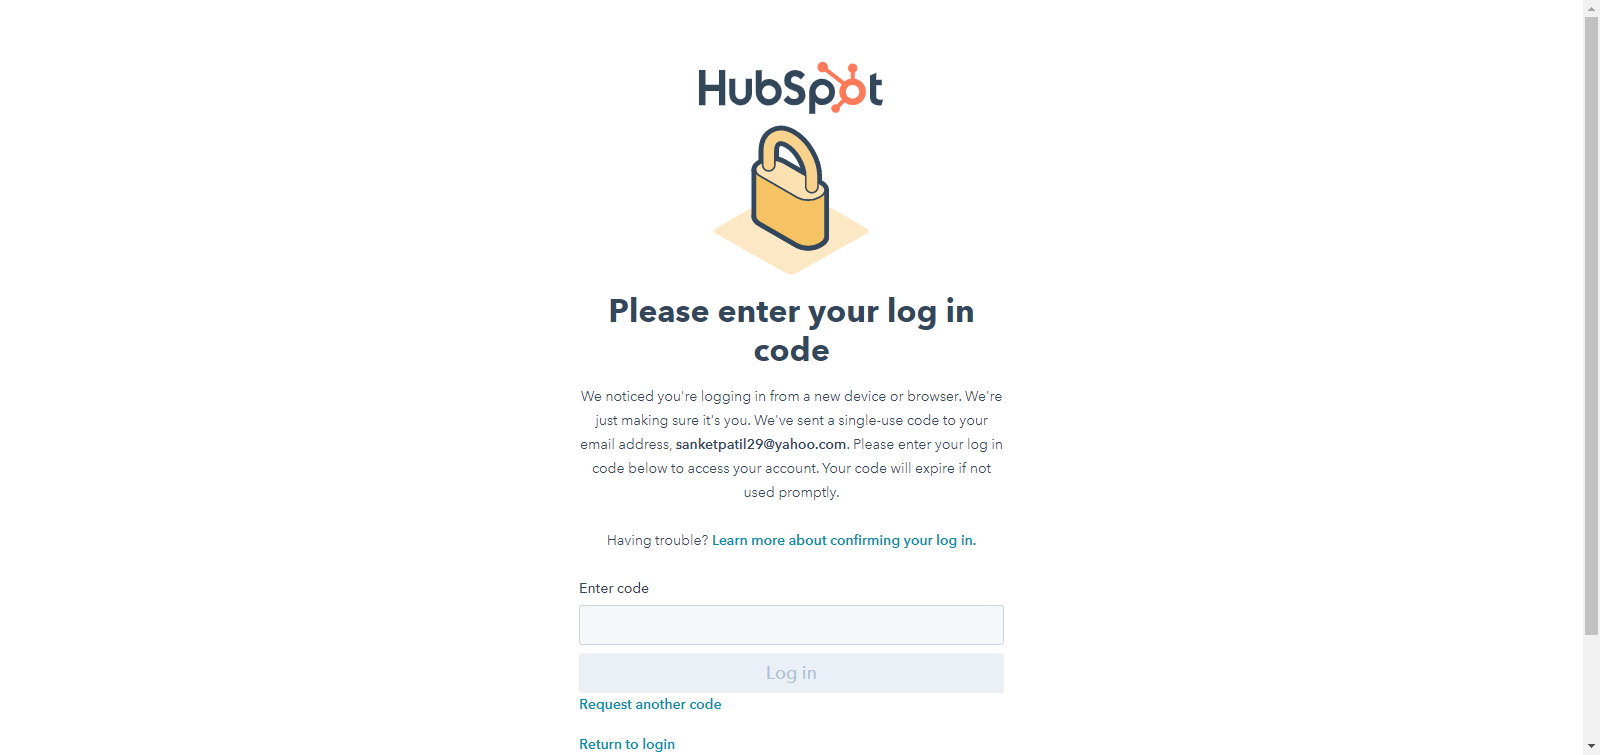 HubSpot
Please enter your log in
code
We noticed you're logging in from a new device or browser. We're
just making sure it's you. We've sent a single-use code to your
email address, sanketpatil29@yahoo.com. Please enter your log in
code below to access your account. Your code will expire if not
used promptly.
Having trouble? Learn more about confirming your log in.
Enter code
Log in
Request another code
Return to login